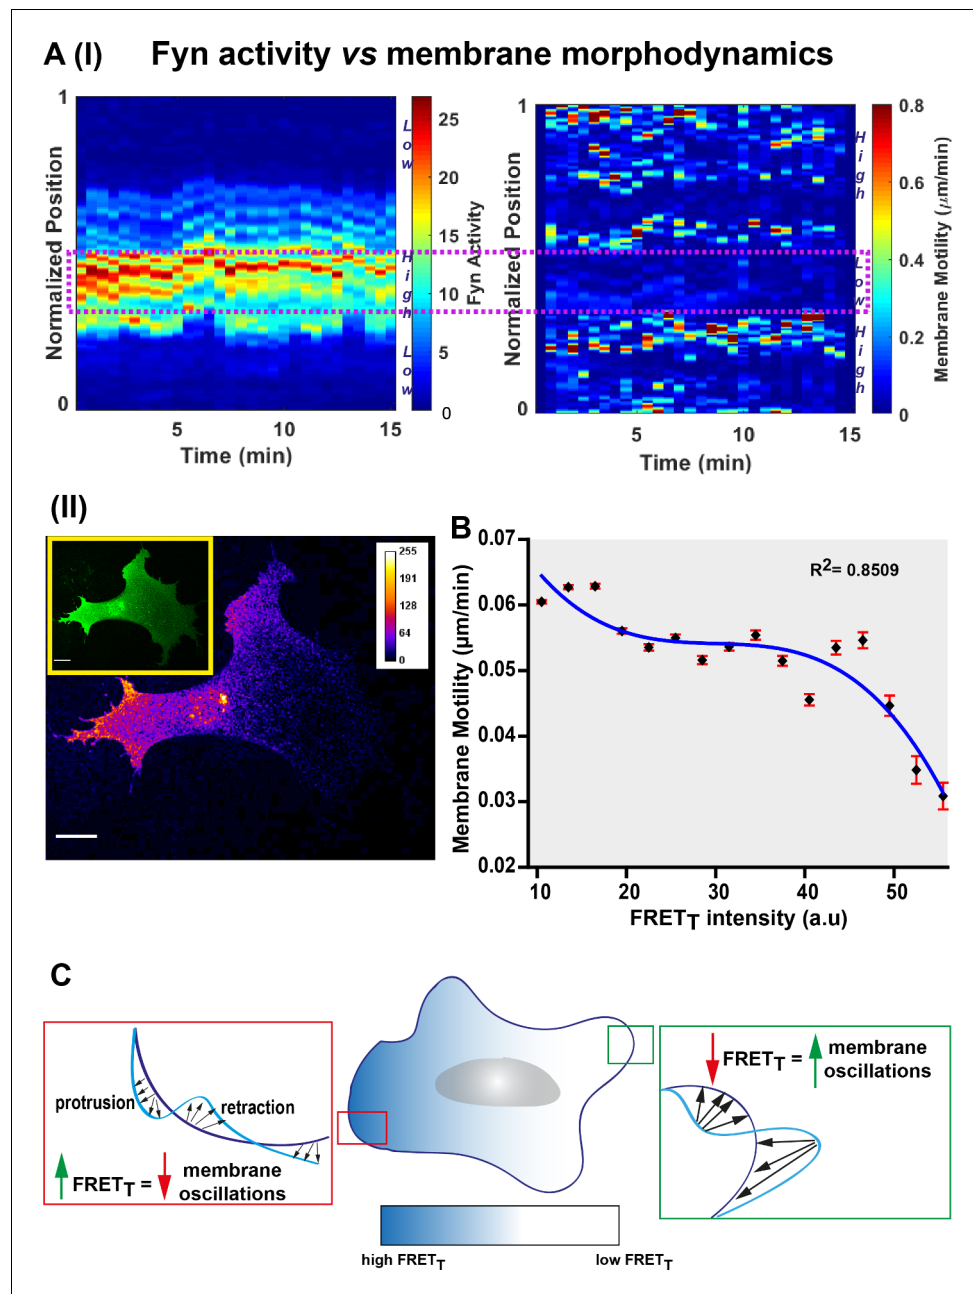 A (I) Fyn activity vs membrane morphodynamics
1
Normalized Position
0
Low
High
Low
5
10
15
Time (min)
25
20
15
10
5
0
Fyn Activity
1
Normalized Position
0
High
Low
High
5
10
15
Time (min)
0.8
0.6
0.4
0.2
0
Membrane Motility (μm/min)
(II)
255
191
128
64
0
B
R2= 0.8509
0.07
0.06
0.05
0.04
0.03
0.02
Membrane Motility (μm/min)
10
20
30
40
50
FRETT intensity (a.u)
C
protrusion
retraction
FRETT =
membrane
oscillations
FRETT =
membrane
oscillations
high FRETT
low FRETT